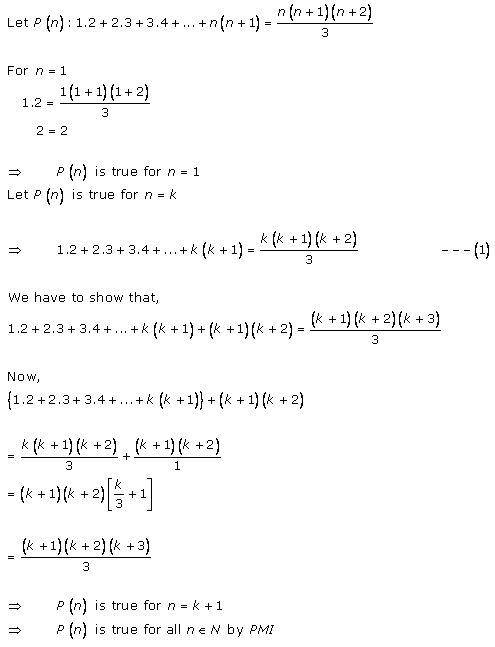 Let P(n) : 1.2 + 2.3 + 3.4 + ... + n(n + 1) = n(n + 1)(n + 2)/3
For n = 1
1.2 = 1(1 + 1)(1 + 2)/3
2 = 2
⇒ P(n) is true for n = 1
Let P(n) is true for n = k
⇒ 1.2 + 2.3 + 3.4 + ... + k(k + 1) = k(k + 1)(k + 2)/3 - - - (1)
We have to show that,
1.2 + 2.3 + 3.4 + ... + k(k + 1) + (k + 1)(k + 2) = (k + 1)(k + 2)(k + 3)/3
Now,
{1.2 + 2.3 + 3.4 + ... + k(k + 1)} + (k + 1)(k + 2)
= k(k + 1)(k + 2)/3 + (k + 1)(k + 2)/1
= (k + 1)(k + 2)[k/3 + 1]
= (k + 1)(k + 2)(k + 3)/3
⇒ P(n) is true for n = k + 1
⇒ P(n) is true for all n ∈ N by PMI